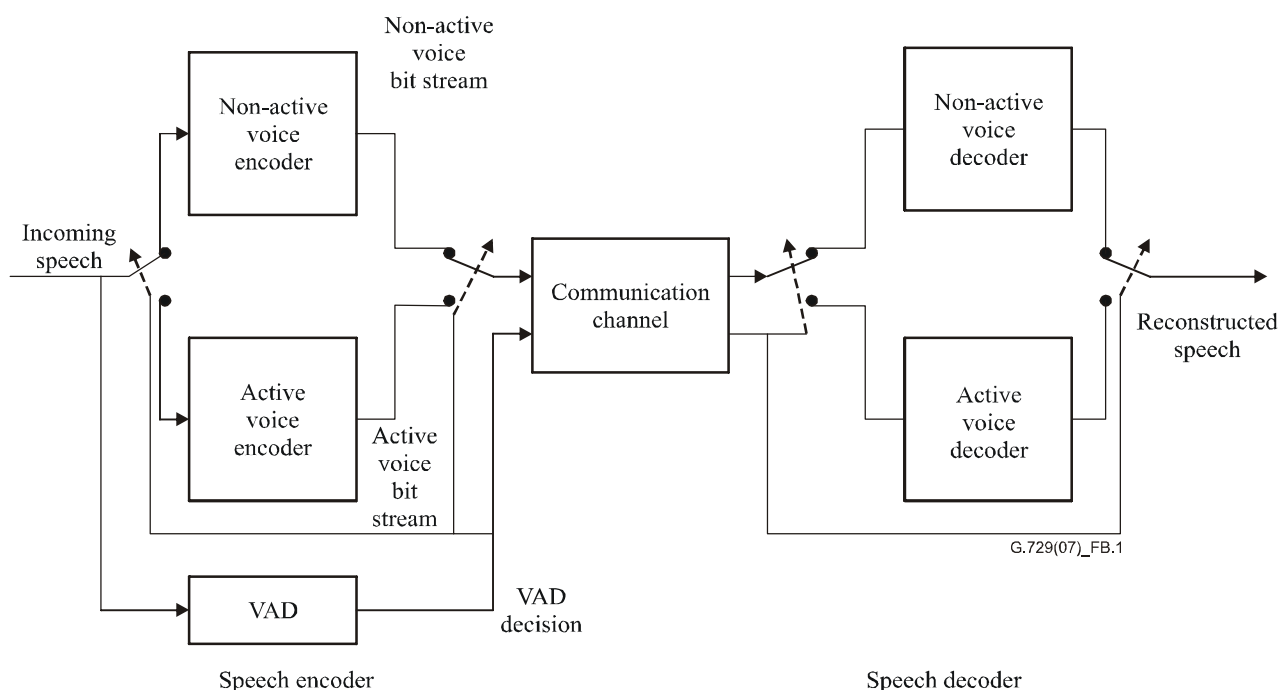 Non-active
voice
bit stream
Non-active
voice
encoder
Non-active
voice
decoder
Incoming
speech
Communication
channel
Reconstructed
speech
Active
voice
encoder
Active
voice
bit
stream
Active
voice
decoder
G.729(07)_FB.1
VAD
VAD
decision
Speech encoder
Speech decoder